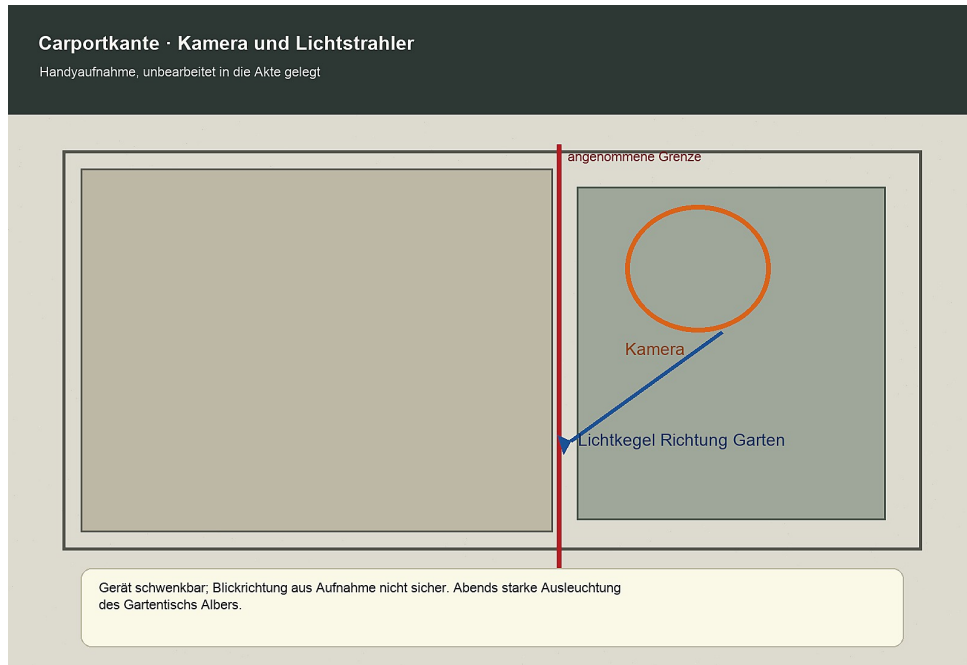 Carportkante · Kamera und Lichtstrahler
Handyaufnahme, unbearbeitet in die Akte gelegt
angenommene Grenze
Kamera
Lichtkegel Richtung Garten
Gerät schwenkbar; Blickrichtung aus Aufnahme nicht sicher. Abends starke Ausleuchtung
des Gartentischs Albers.